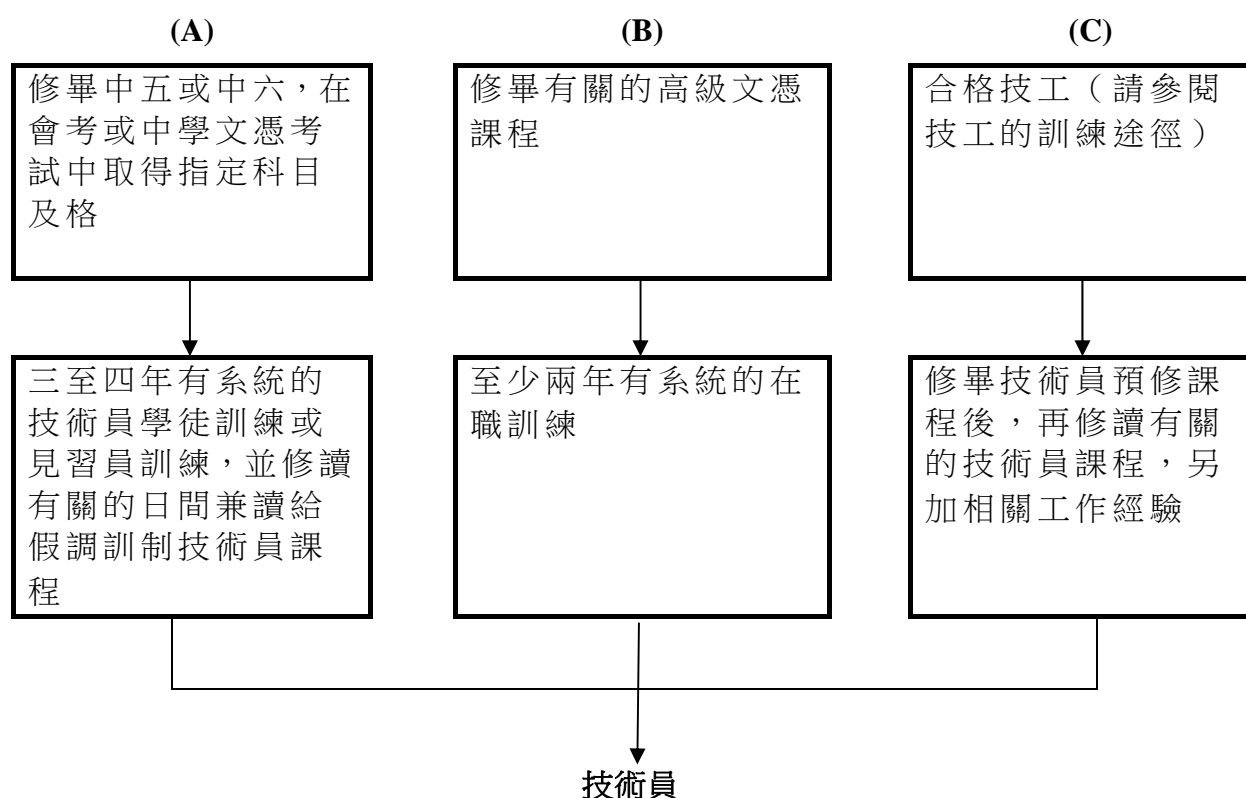 (A)
修畢中五或中六，在
會考或中學文憑考
試中取得指定科目
及格
三至四年有系統的
技術員學徒訓練或
見習員訓練，並修讀
有關的日間兼讀給
假調訓制技術員課
程
(B)
修畢有關的高級文憑
課程
至少兩年有系統的在
職訓練
(C)
合格技工（請參閱
技工的訓練途徑）
修畢技術員預修課
程後，再修讀有關
的技術員課程，另
加相關工作經驗
技術員